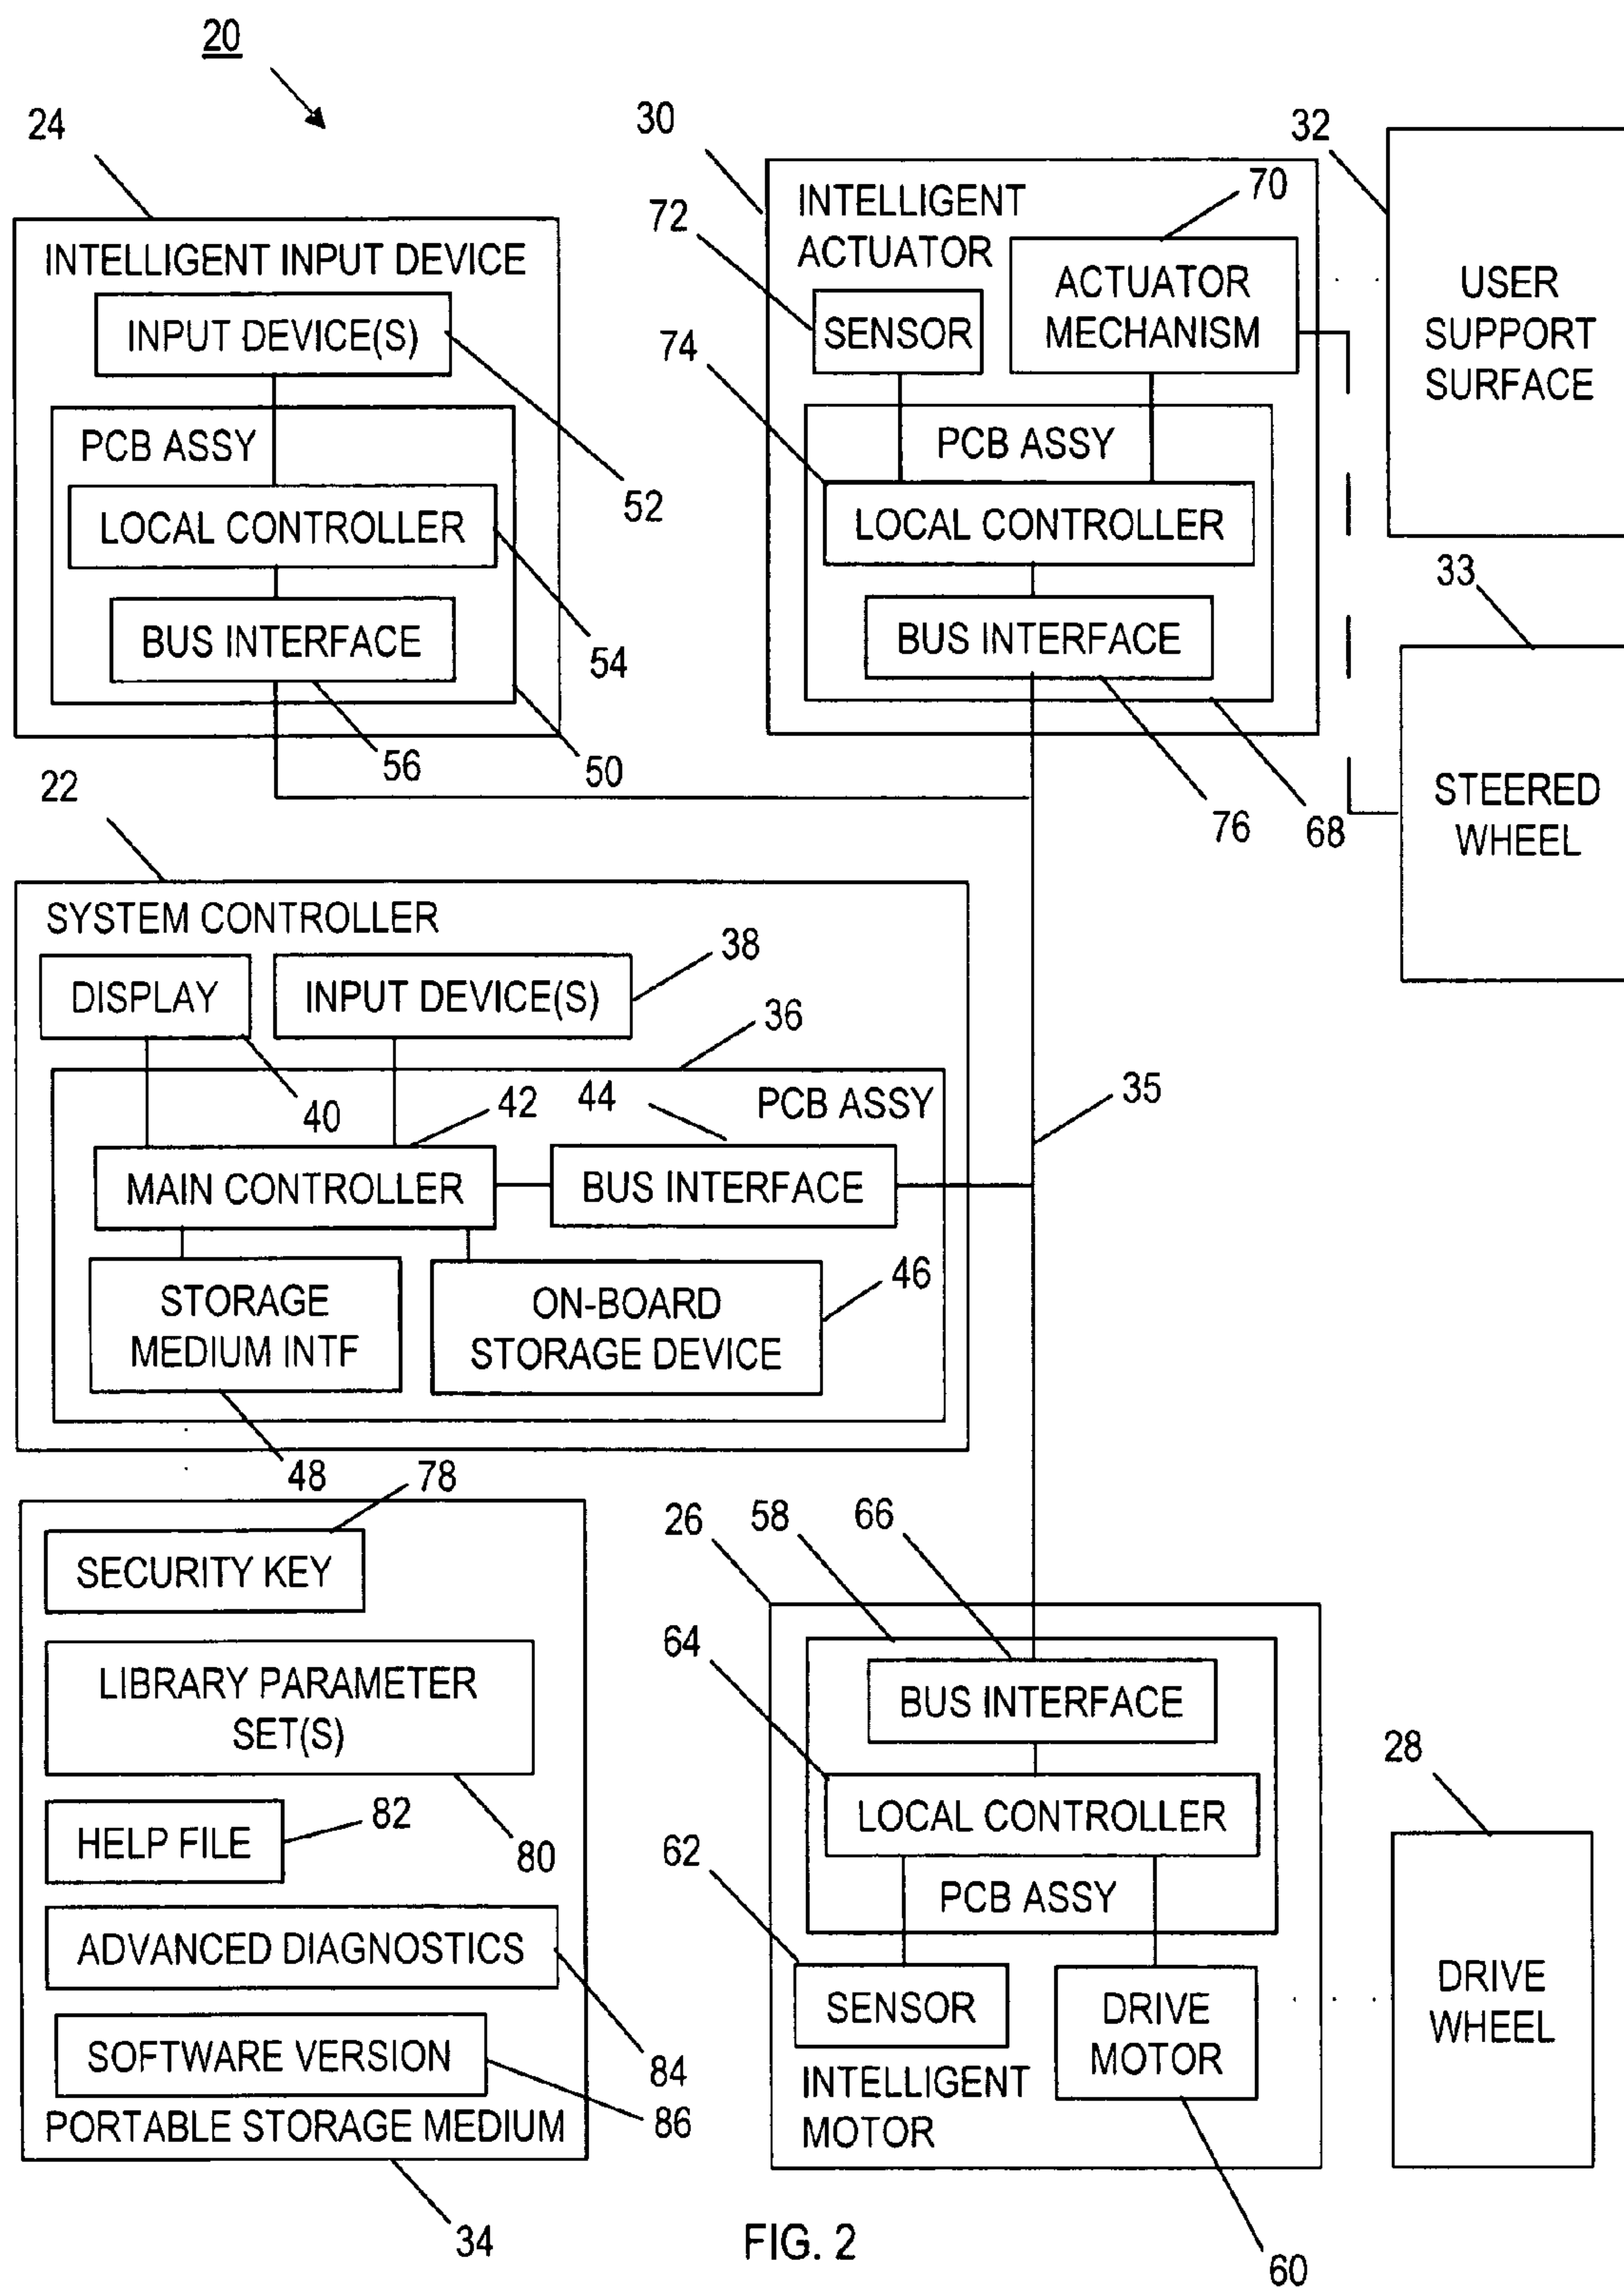 20
24
INTELLIGENT INPUT DEVICE
INPUT DEVICE(S)
PCB ASSY
LOCAL CONTROLLER
BUS INTERFACE
52
54
56
50
30
INTELLIGENT
ACTUATOR
70
72
SENSOR
ACTUATOR
MECHANISM
74
PCB ASSY
LOCAL CONTROLLER
BUS INTERFACE
76
68
32
USER
SUPPORT
SURFACE
33
STEERED
WHEEL
22
SYSTEM CONTROLLER
DISPLAY
INPUT DEVICE(S)
38
36
40
42
44
PCB ASSY
35
MAIN CONTROLLER
BUS INTERFACE
STORAGE
MEDIUM INTF
ON-BOARD
STORAGE DEVICE
46
48
78
SECURITY KEY
LIBRARY PARAMETER
SET(S)
HELP FILE
82
80
ADVANCED DIAGNOSTICS
SOFTWARE VERSION
84
86
PORTABLE STORAGE MEDIUM
34
26
58
66
64
BUS INTERFACE
LOCAL CONTROLLER
62
PCB ASSY
SENSOR
DRIVE
MOTOR
INTELLIGENT
MOTOR
60
28
DRIVE
WHEEL
FIG. 2